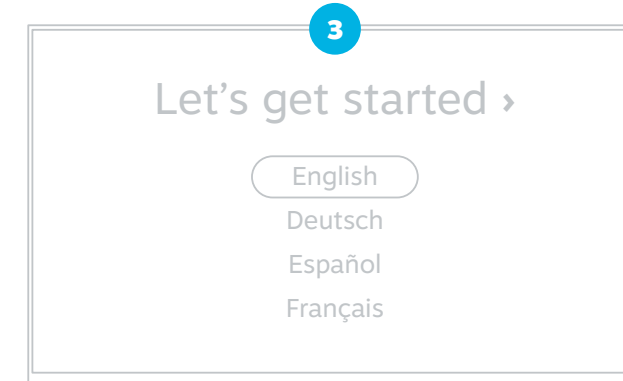 3
Let’s get started ›
English
Deutsch
Español
Français